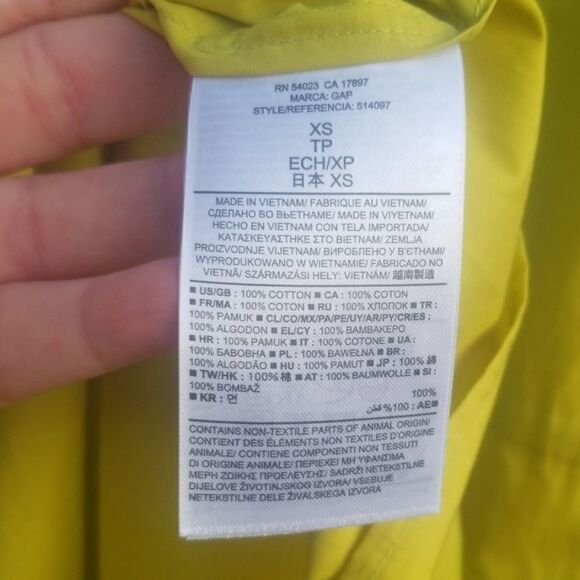 RN 54023 CA 17897
MARCA: GAP
STYLE/REFERENCIA: 514097
XS
TP
ECH/XP
日本 XS
MADE IN VIETNAM/ FABRIQUE AU VIETNAM/
СДЕЛАНО ВО ВЬЕТНАМЕ/ MADE IN VIYETNAM/
HECHO EN VIETNAM CON TELA IMPORTADA/
ΚΑΤΑΣΚΕΥΑΣΤΗΚΕ ΣΤΟ ΒΙΕΤΝΑΜ/ ZEMLJA
PROIZVODNJE VIJETNAM/ ВИРОБЛЕНО У В'ЄТНАМІ/
WYPRODUKOWANO W WIETNAMIE/ FABRICADO NO
VIETNÃ/ SZÁRMAZÁSI HELY: VIETNÁM/ 越南製造
■ US/GB : 100% COTTON ■ CA : 100% COTON
■ FR/MA : 100% COTON ■ RU : 100% ХЛОПОК ■ TR :
100% PAMUK ■ CL/CO/MX/PA/PE/UY/AR/PY/CR/ES :
100% ALGODON ■ EL/CY : 100% ΒΑΜΒΑΚΕΡΟ
■ HR : 100% PAMUK ■ IT : 100% COTONE ■ UA :
100% БАВОВНА ■ PL : 100% BAWEŁNA ■ BR :
100% ALGODÃO ■ HU : 100% PAMUT ■ JP : 100% 綿
■ TW/HK : 100% 棉 ■ AT : 100% BAUMWOLLE ■ SI :
100% BOMBAŽ
■ KR : 면 100%
■AE : 100% قطن
CONTAINS NON-TEXTILE PARTS OF ANIMAL ORIGIN/
CONTIENT DES ÉLÉMENTS NON TEXTILES D'ORIGINE
ANIMALE/ CONTIENE COMPONENTI NON TESSILI
DI ORIGINE ANIMALE/ ΠΕΡΙΕΧΕΙ ΜΗ ΥΦΑΝΣΙΜΑ
ΜΕΡΗ ΖΩΙΚΗΣ ΠΡΟΕΛΕΥΣΗΣ/ SADRŽI NETEKSTILNE
DIJELOVE ŽIVOTINJSKOG IZVORA/ VSEBUJE
NETEKSTILNE DELE ŽIVALSKEGA IZVORA